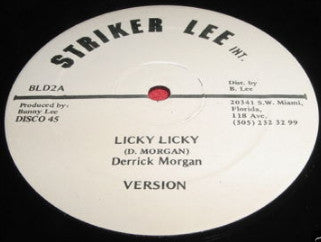 STRIKER LEE INT.
BLD2A
Dist. by
B. Lee
Produced by:
Bunny Lee
DISCO 45
20341 S.W. Miami,
Florida,
118 Ave.
(305) 232 32 99
LICKY LICKY
(D. MORGAN)
Derrick Morgan
VERSION